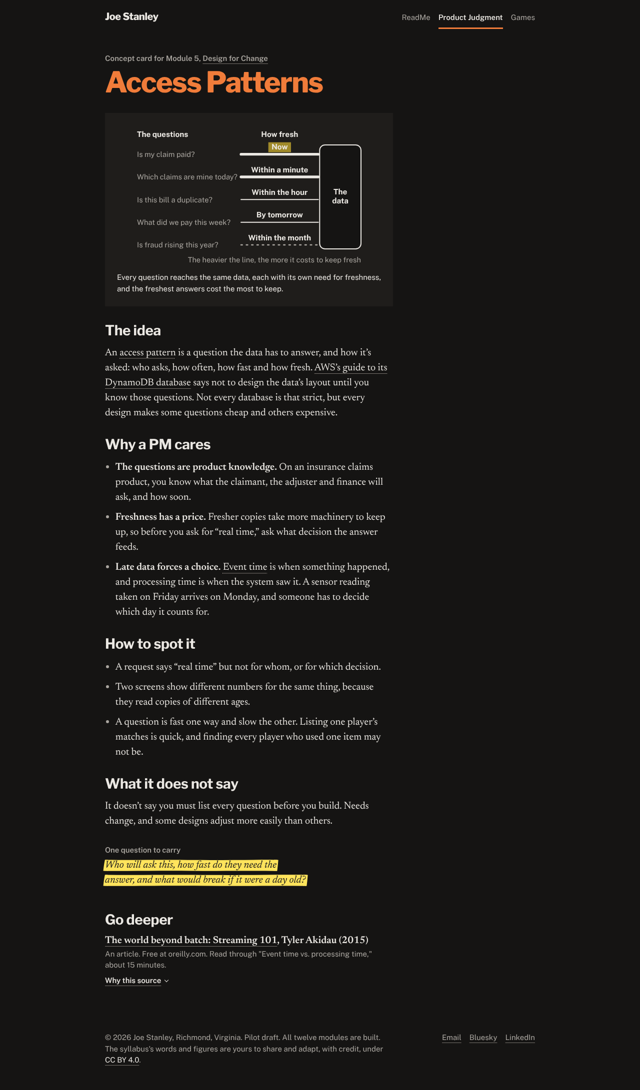 Joe Stanley
ReadMe Product Judgment Games
Concept card for Module 5, Design for Change
Access Patterns
The questions How fresh
Now
Is my claim paid?
Within a minute
Which claims are mine today?
Within the hour
Is this bill a duplicate?
The
data
By tomorrow
What did we pay this week?
Within the month
Is fraud rising this year?
The heavier the line, the more it costs to keep fresh
Every question reaches the same data, each with its own need for freshness,
and the freshest answers cost the most to keep.
The idea
An access pattern is a question the data has to answer, and how it’s
asked: who asks, how often, how fast and how fresh. AWS’s guide to its
DynamoDB database says not to design the data’s layout until you
know those questions. Not every database is that strict, but every
design makes some questions cheap and others expensive.
Why a PM cares
• The questions are product knowledge. On an insurance claims
product, you know what the claimant, the adjuster and finance will
ask, and how soon.
• Freshness has a price. Fresher copies take more machinery to keep
up, so before you ask for “real time,” ask what decision the answer
feeds.
• Late data forces a choice. Event time is when something happened,
and processing time is when the system saw it. A sensor reading
taken on Friday arrives on Monday, and someone has to decide
which day it counts for.
How to spot it
• A request says “real time” but not for whom, or for which decision.
• Two screens show different numbers for the same thing, because
they read copies of different ages.
• A question is fast one way and slow the other. Listing one player’s
matches is quick, and finding every player who used one item may
not be.
What it does not say
It doesn’t say you must list every question before you build. Needs
change, and some designs adjust more easily than others.
One question to carry
Who will ask this, how fast do they need the
answer, and what would break if it were a day old?
Go deeper
The world beyond batch: Streaming 101, Tyler Akidau (2015)
An article. Free at oreilly.com. Read through "Event time vs. processing time,"
about 15 minutes.
Why this source
© 2026 Joe Stanley, Richmond, Virginia. Pilot draft. All twelve modules are built.
The syllabus’s words and figures are yours to share and adapt, with credit, under
CC BY 4.0.
Email Bluesky LinkedIn